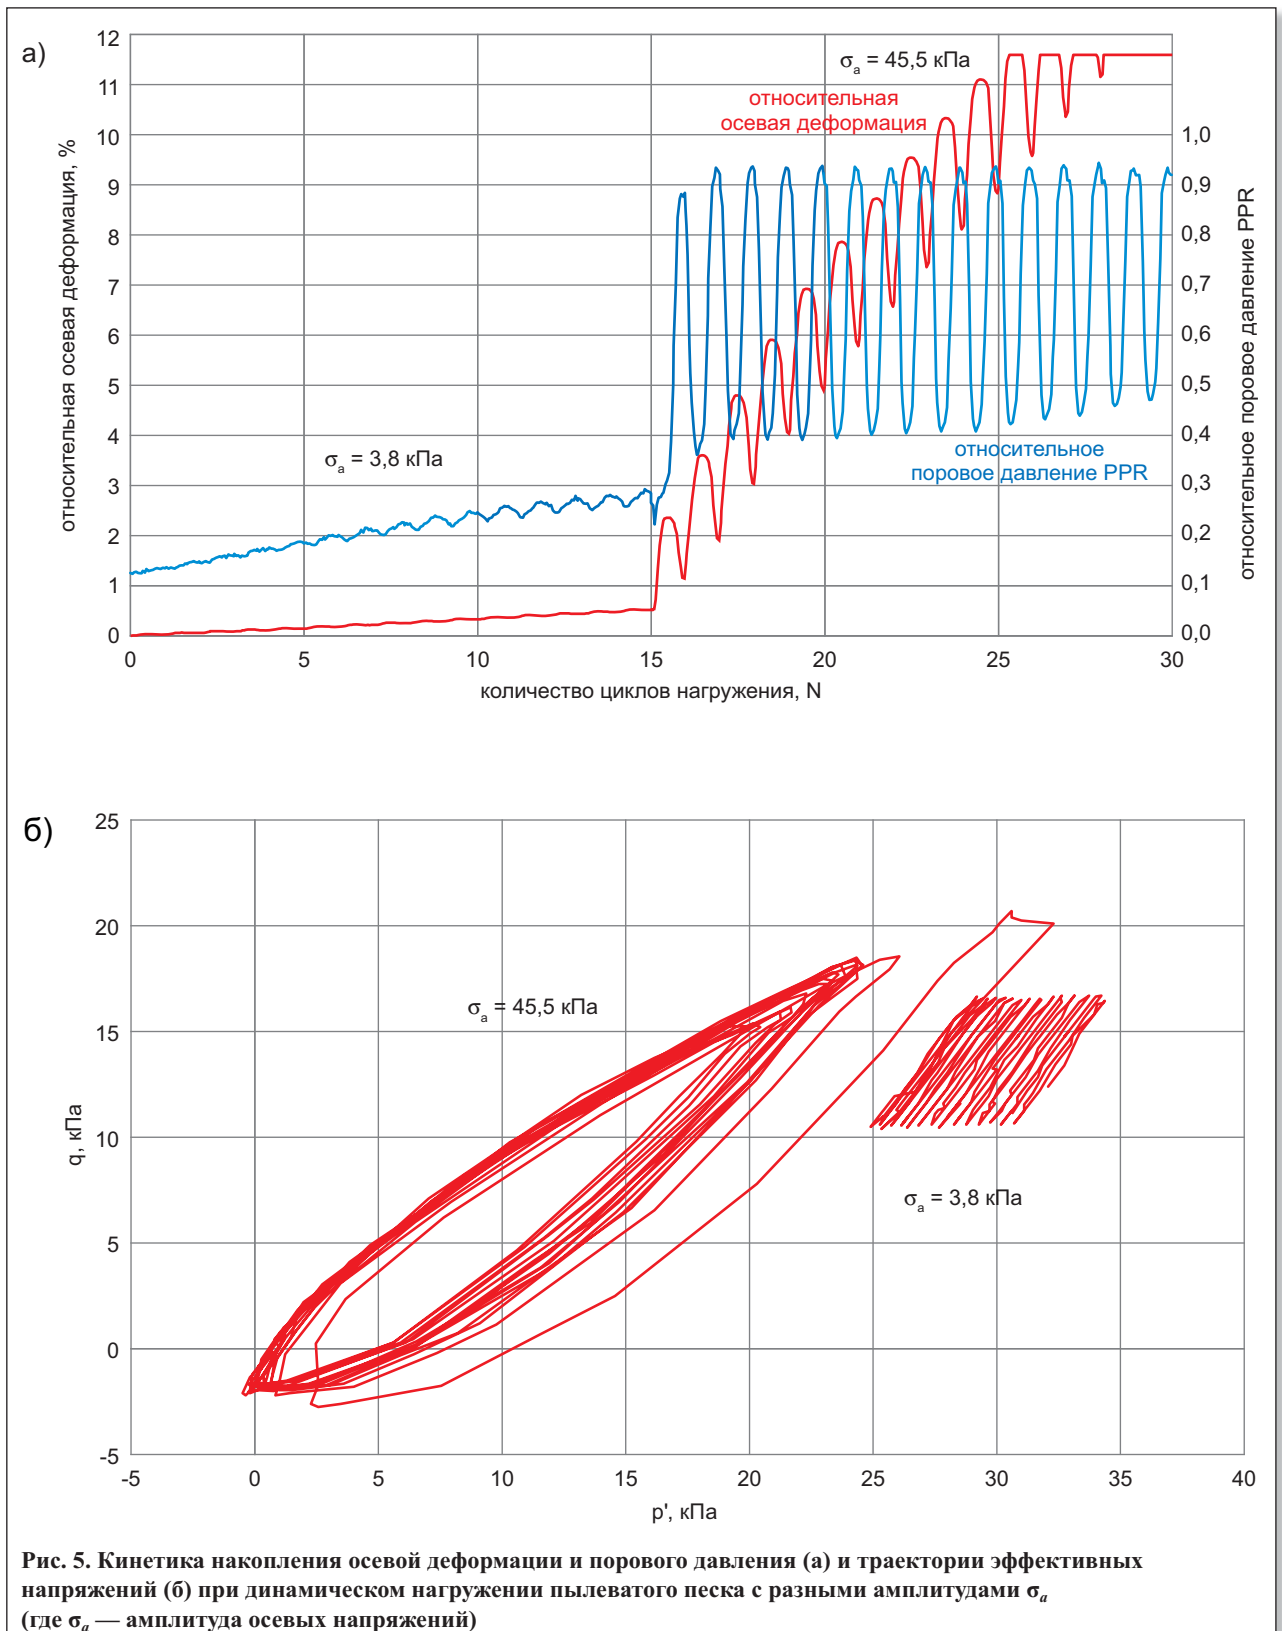 а)
σa = 45,5 кПа
относительная
осевая деформация
относительная осевая деформация, %
12
11
10
9
8
7
6
5
4
3
2
1
0
1,0
0,9
0,8
0,7
0,6
0,5
0,4
0,3
0,2
0,1
0,0
относительное поровое давление PPR
σa = 3,8 кПа
относительное
поровое давление PPR
0 5 10 15 20 25 30
количество циклов нагружения, N
б)
q, кПа
25
20
15
10
5
0
-5
σa = 45,5 кПа
σa = 3,8 кПа
-5 0 5 10 15 20 25 30 35 40
p', кПа
Рис. 5. Кинетика накопления осевой деформации и порового давления (а) и траектории эффективных
напряжений (б) при динамическом нагружении пылеватого песка с разными амплитудами σa
(где σa — амплитуда осевых напряжений)